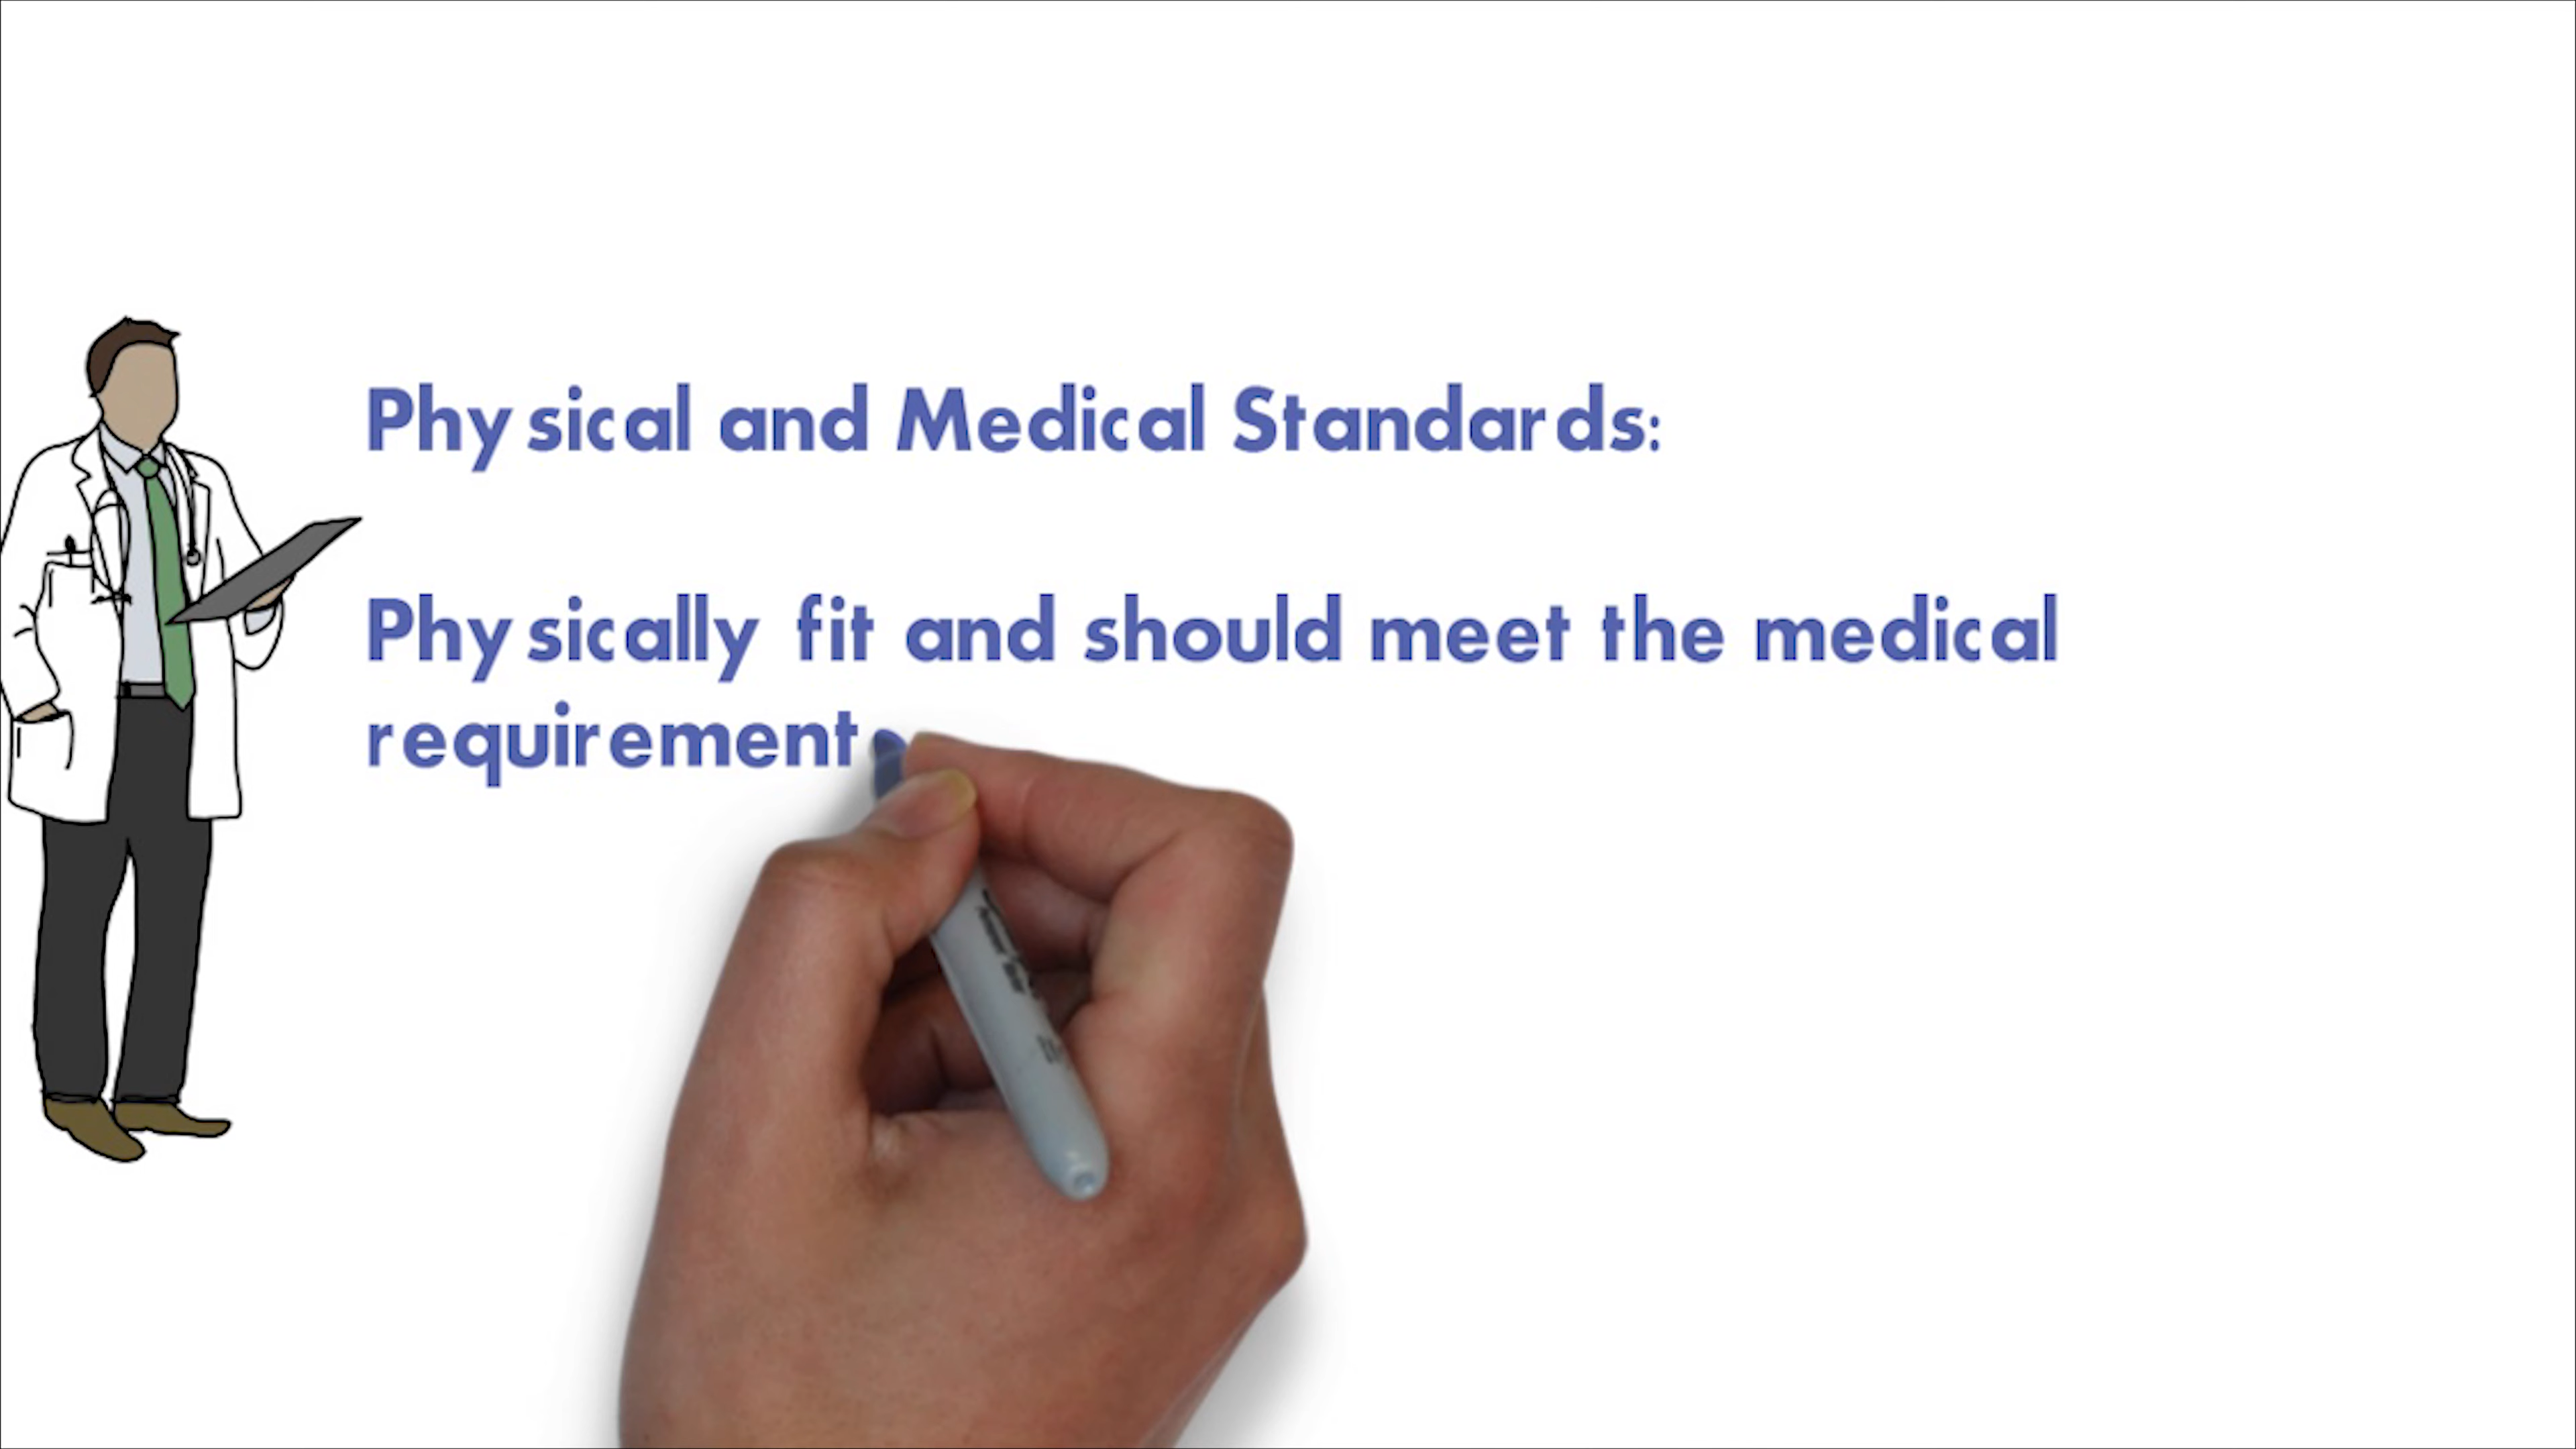 Physical and Medical Standards:
Physically fit and should meet the medical
requirement